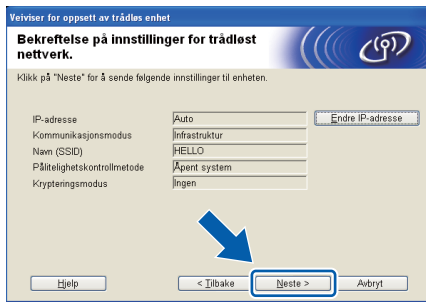 Veiviser for oppsett av trådløs enhet
Bekreftelse på innstillinger for trådløst
nettverk.
Klikk på "Neste" for å sende følgende innstillinger til enheten.
IP-adresse Auto Endre IP-adresse
Kommunikasjonsmodus Infrastruktur
Navn (SSID) HELLO
Pålitelighetskontrollmetode Åpent system
Krypteringsmodus Ingen
Hjelp < Tilbake Neste > Avbryt